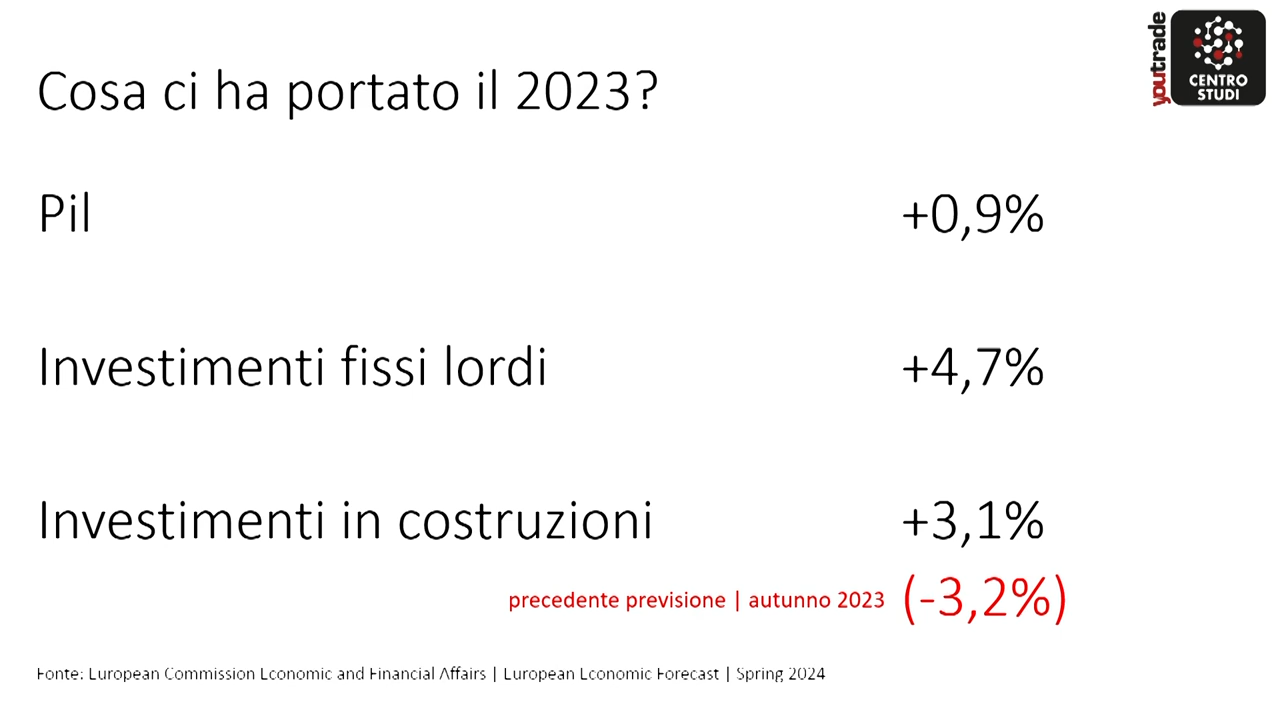 youtrade
CENTRO
STUDI
Cosa ci ha portato il 2023?
Pil +0,9%
Investimenti fissi lordi +4,7%
Investimenti in costruzioni +3,1%
precedente previsione | autunno 2023 (-3,2%)
Fonte: European Commission Economic and Financial Affairs | European Economic Forecast | Spring 2024